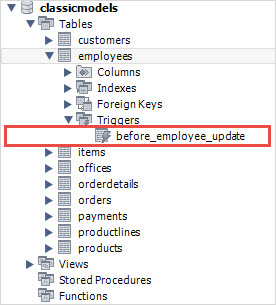 classicmodels
Tables
customers
employees
Columns
Indexes
Foreign Keys
Triggers
before_employee_update
items
offices
orderdetails
orders
payments
productlines
products
Views
Stored Procedures
Functions